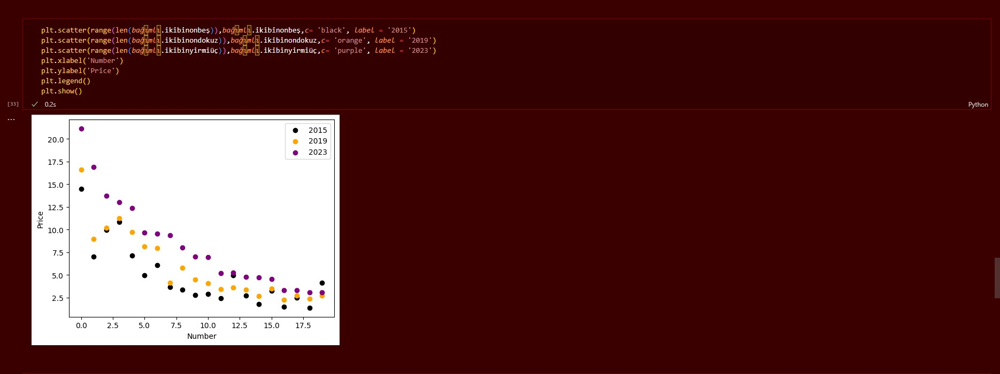 plt.scatter(range(len(bağımlı.ikibinonbeş)),bağımlı.ikibinonbeş,c= 'black', label = '2015')
plt.scatter(range(len(bağımlı.ikibinondokuz)),bağımlı.ikibinondokuz,c= 'orange', label = '2019')
plt.scatter(range(len(bağımlı.ikibinyirmiüç)),bağımlı.ikibinyirmiüç,c= 'purple', label = '2023')
plt.xlabel('Number')
plt.ylabel('Price')
plt.legend()
plt.show()
[33] ✓ 0.2s Python
...
2015
2019
2023
20.0
17.5
15.0
12.5
10.0
7.5
5.0
2.5
Price
0.0 2.5 5.0 7.5 10.0 12.5 15.0 17.5
Number